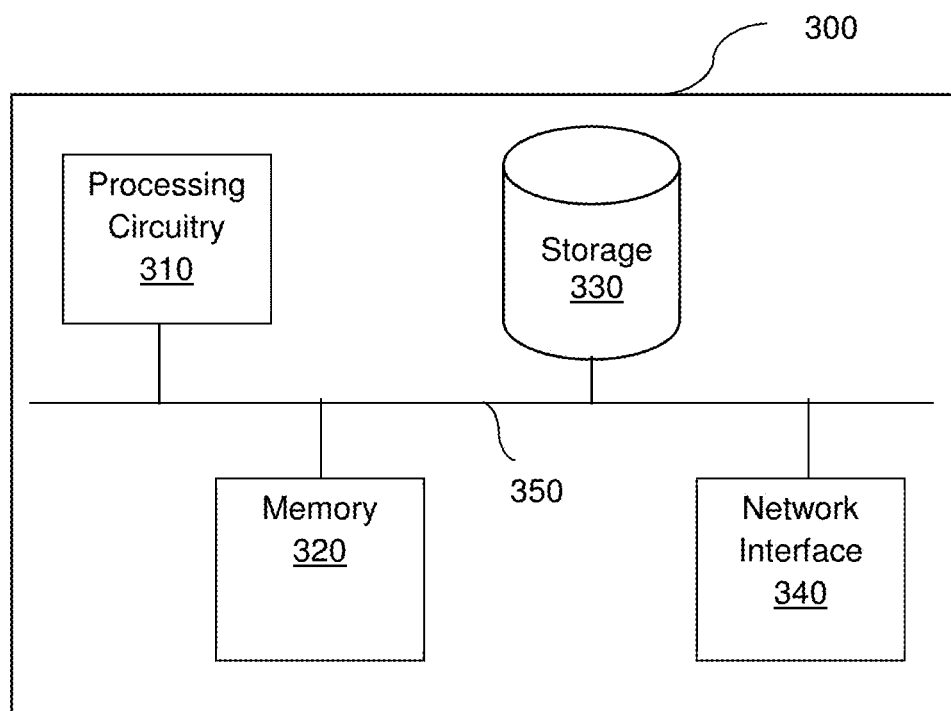 300
Processing
Circuitry
310
Storage
330
350
Memory
320
Network
Interface
340